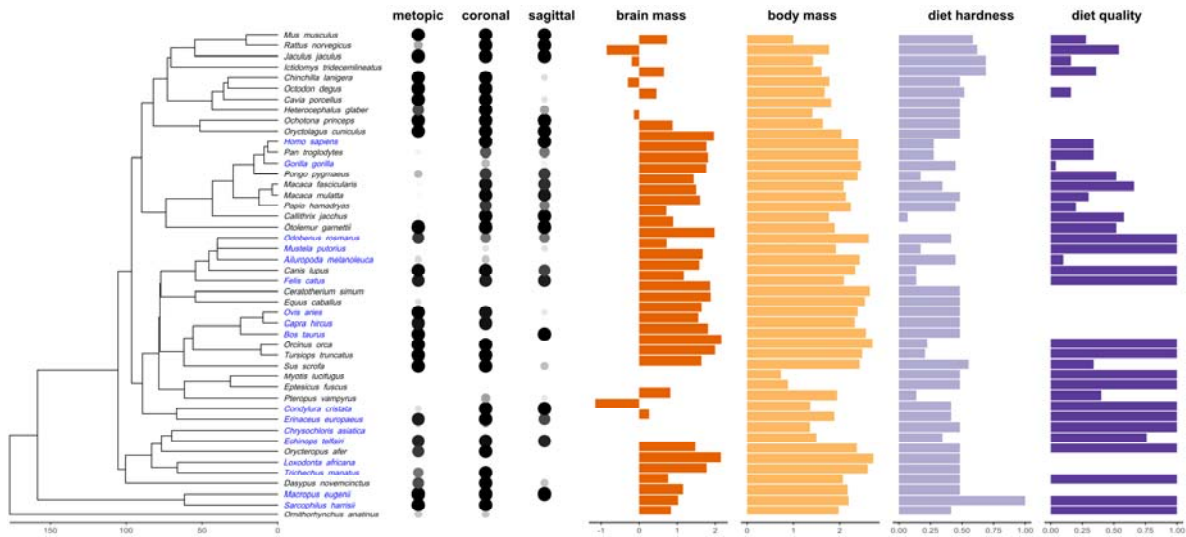 metopic coronal sagittal brain mass body mass diet hardness diet quality
Mus musculus
Rattus norvegicus
Jaculus jaculus
Ictidomys tridecemlineatus
Chinchilla lanigera
Octodon degus
Cavia porcellus
Heterocephalus glaber
Ochotona princeps
Oryctolagus cuniculus
Homo sapiens
Pan troglodytes
Gorilla gorilla
Pongo pygmaeus
Macaca fascicularis
Macaca mulatta
Papio hamadryas
Callithrix jacchus
Otolemur garnettii
Odobenus rosmarus
Mustela putorius
Ailuropoda melanoleuca
Canis lupus
Felis catus
Ceratotherium simum
Equus caballus
Ovis aries
Capra hircus
Bos taurus
Orcinus orca
Tursiops truncatus
Sus scrofa
Myotis lucifugus
Eptesicus fuscus
Pteropus vampyrus
Condylura cristata
Erinaceus europaeus
Chrysochloris asiatica
Echinops telfairi
Orycteropus afer
Loxodonta africana
Trichechus manatus
Dasypus novemcinctus
Macropus eugenii
Sarcophilus harrisii
Ornithorhynchus anatinus
150 100 50 0 -1 0 1 2 0 1 2 0.00 0.25 0.50 0.75 1.00 0.00 0.25 0.50 0.75 1.00